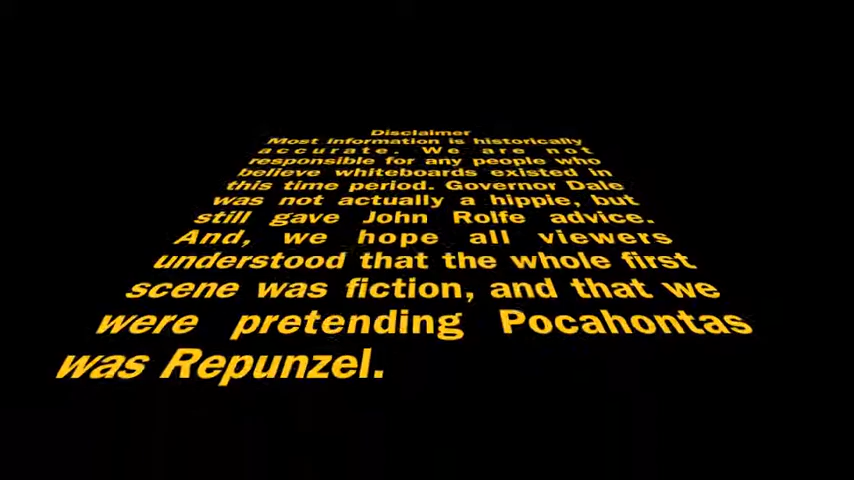 Disclaimer
Most information is historically
accurate. We are not
responsible for any people who
believe whiteboards existed in
this time period. Governor Dale
was not actually a hippie, but
still gave John Rolfe advice.
And, we hope all viewers
understood that the whole first
scene was fiction, and that we
were pretending Pocahontas
was Repunzel.